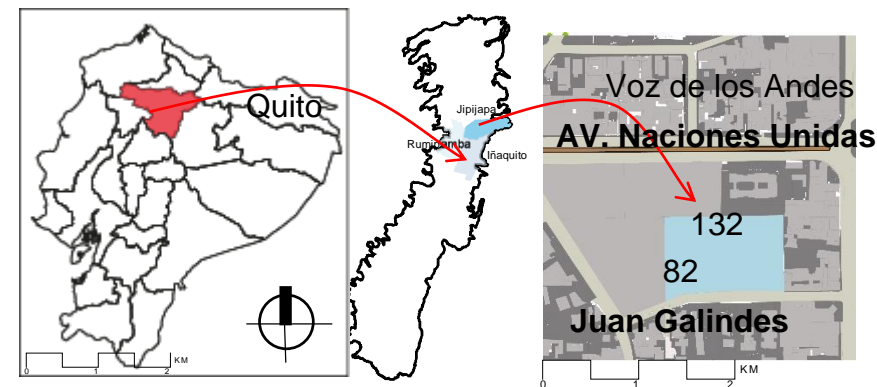 Quito
0 1 2 KM
Jipijapa
Rumipamba
Iñaquito
Voz de los Andes
AV. Naciones Unidas
132
82
Juan Galindes
0 1 2 KM